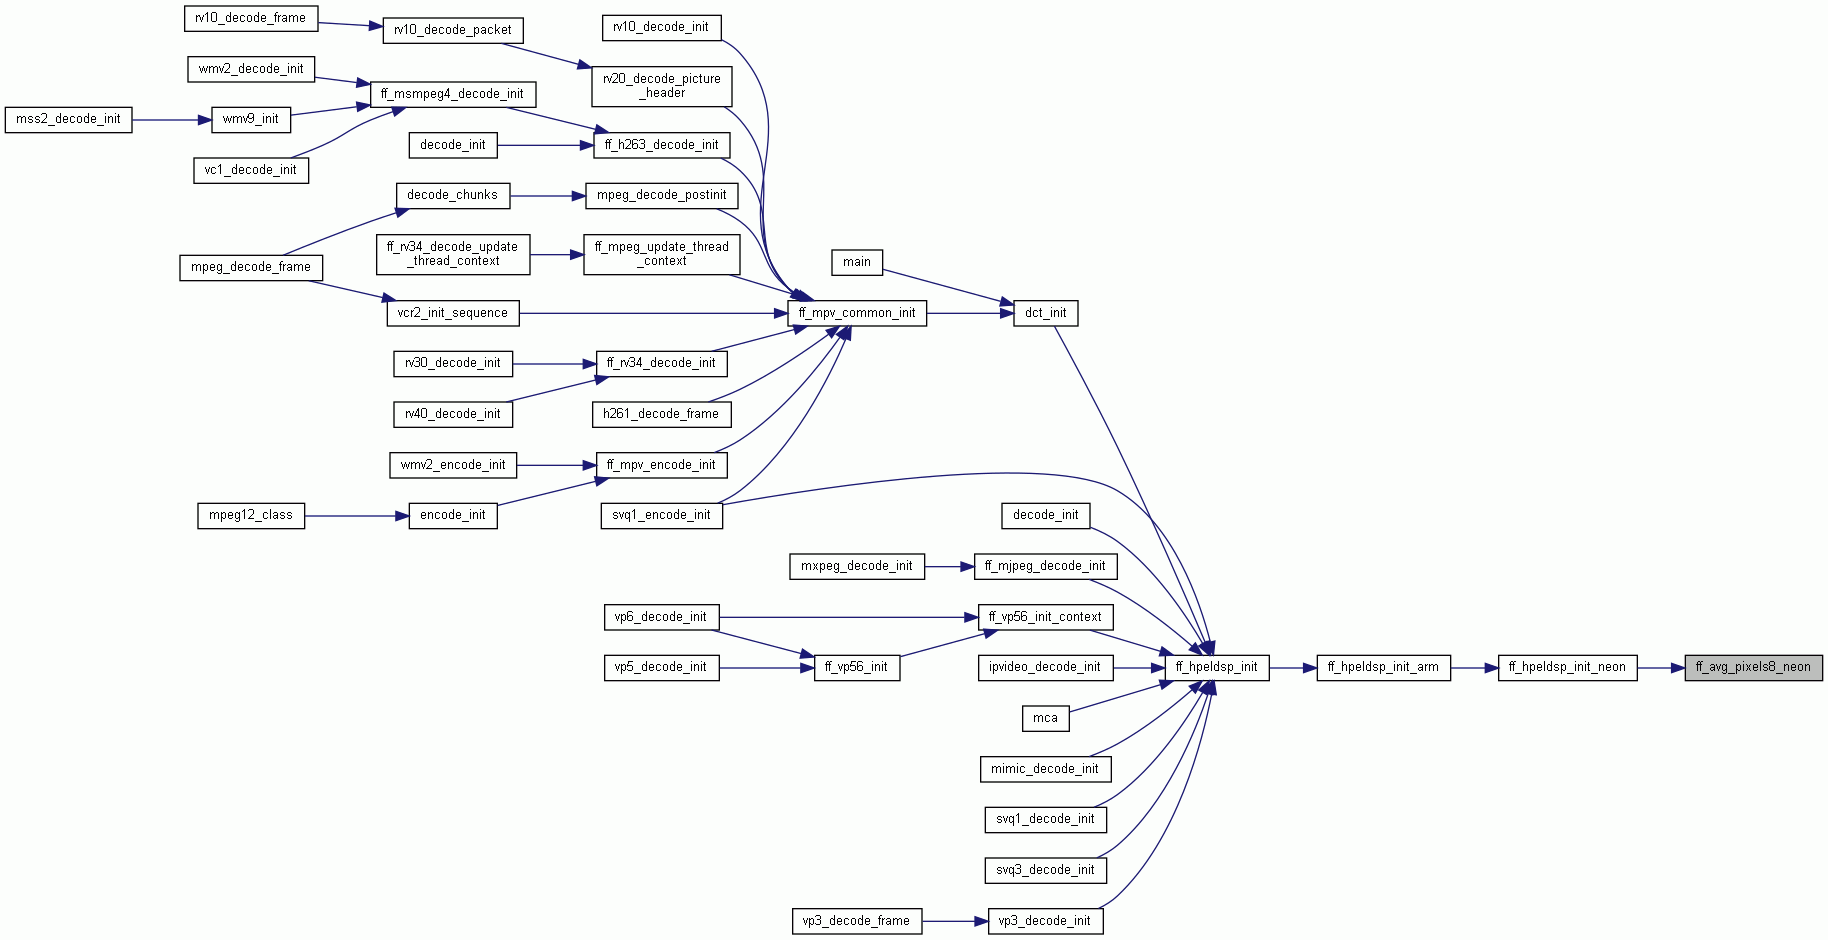 rv10_decode_frame
rv10_decode_packet
rv10_decode_init
wmv2_decode_init
rv20_decode_picture
_header
ff_msmpeg4_decode_init
mss2_decode_init
wmv9_init
decode_init
ff_h263_decode_init
vc1_decode_init
decode_chunks
mpeg_decode_postinit
ff_rv34_decode_update
_thread_context
ff_mpeg_update_thread
_context
main
mpeg_decode_frame
vcr2_init_sequence
ff_mpv_common_init
dct_init
rv30_decode_init
ff_rv34_decode_init
rv40_decode_init
h261_decode_frame
wmv2_encode_init
ff_mpv_encode_init
mpeg12_class
encode_init
svq1_encode_init
decode_init
mxpeg_decode_init
ff_mjpeg_decode_init
vp6_decode_init
ff_vp56_init_context
vp5_decode_init
ff_vp56_init
ipvideo_decode_init
ff_hpeldsp_init
ff_hpeldsp_init_arm
ff_hpeldsp_init_neon
ff_avg_pixels8_neon
mca
mimic_decode_init
svq1_decode_init
svq3_decode_init
vp3_decode_frame
vp3_decode_init